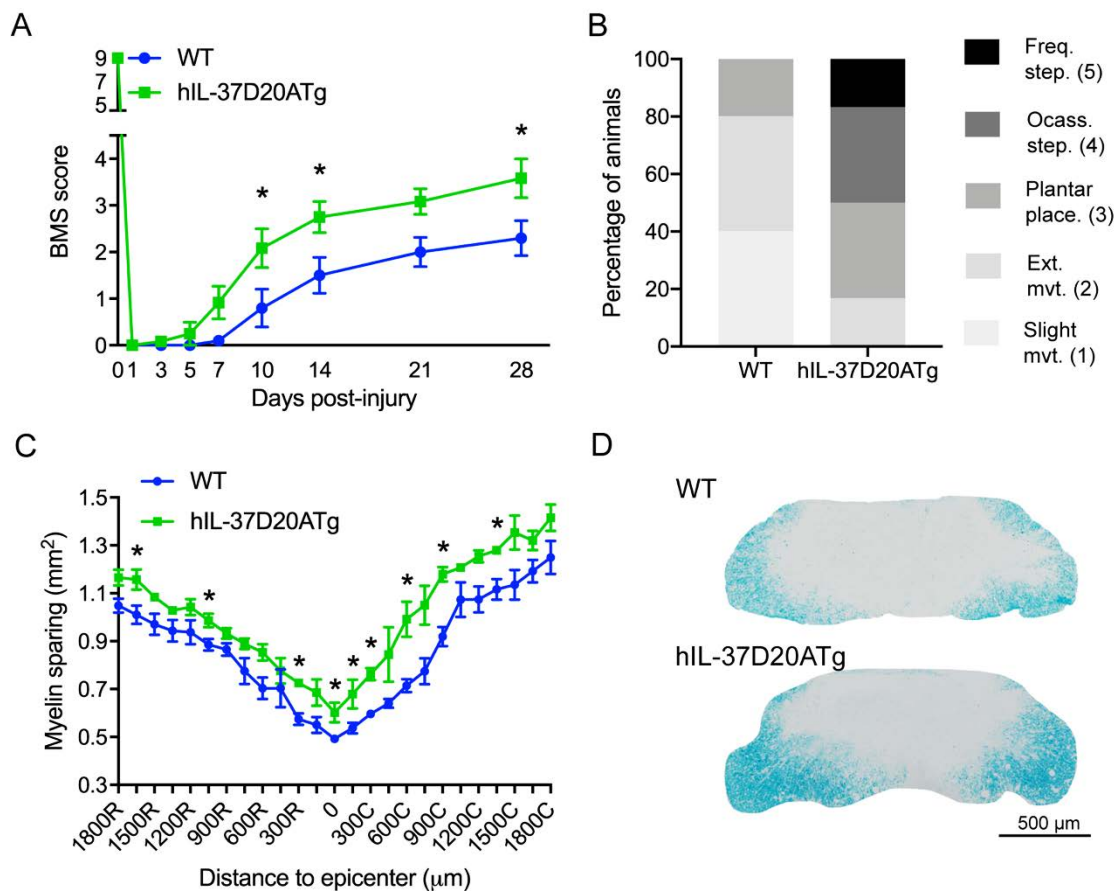 A
WT
hIL-37D20ATg
9
7
5
4
3
2
1
0
BMS score
* * *
0 1 3 5 7 10 14 21 28
Days post-injury
B
100
80
60
40
20
0
Percentage of animals
WT hIL-37D20ATg
Freq.
step. (5)
Ocass.
step. (4)
Plantar
place. (3)
Ext.
mvt. (2)
Slight
mvt. (1)
C
WT
hIL-37D20ATg
1.5
1.3
1.1
0.9
0.7
0.5
0.3
Myelin sparing (mm²)
* * * * * * * * *
1800R 1500R 1200R 900R 600R 300R 0 300C 600C 900C 1200C 1500C 1800C
Distance to epicenter (μm)
D
WT
hIL-37D20ATg
500 μm